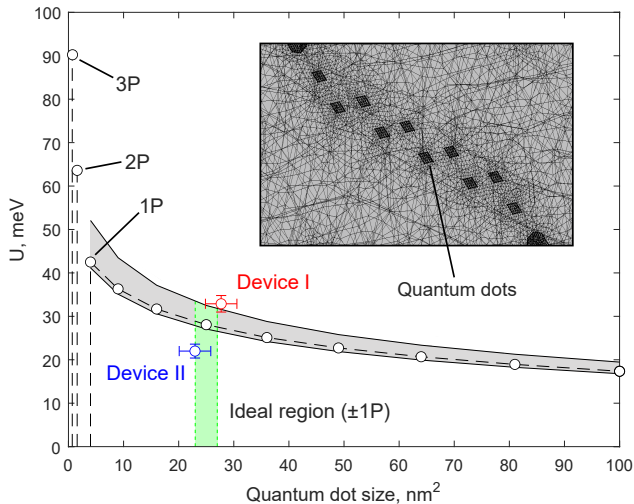 100
90
80
70
60
50
40
30
20
10
0
U, meV
3P
2P
1P
Device I
Device II
Quantum dots
Ideal region (±1P)
0 10 20 30 40 50 60 70 80 90 100
Quantum dot size, nm²